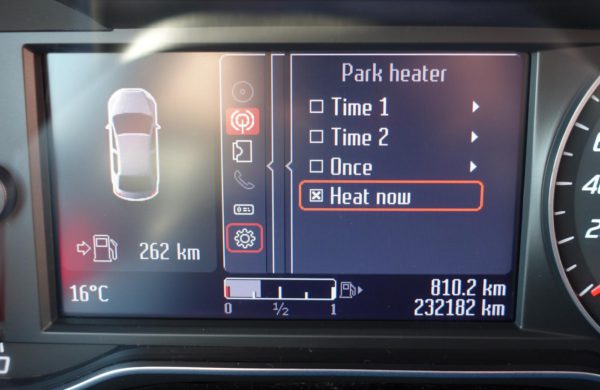 Park heater
Time 1
Time 2
Once
Heat now
262 km
16°C
0 ½ 1
810.2 km
232182 km